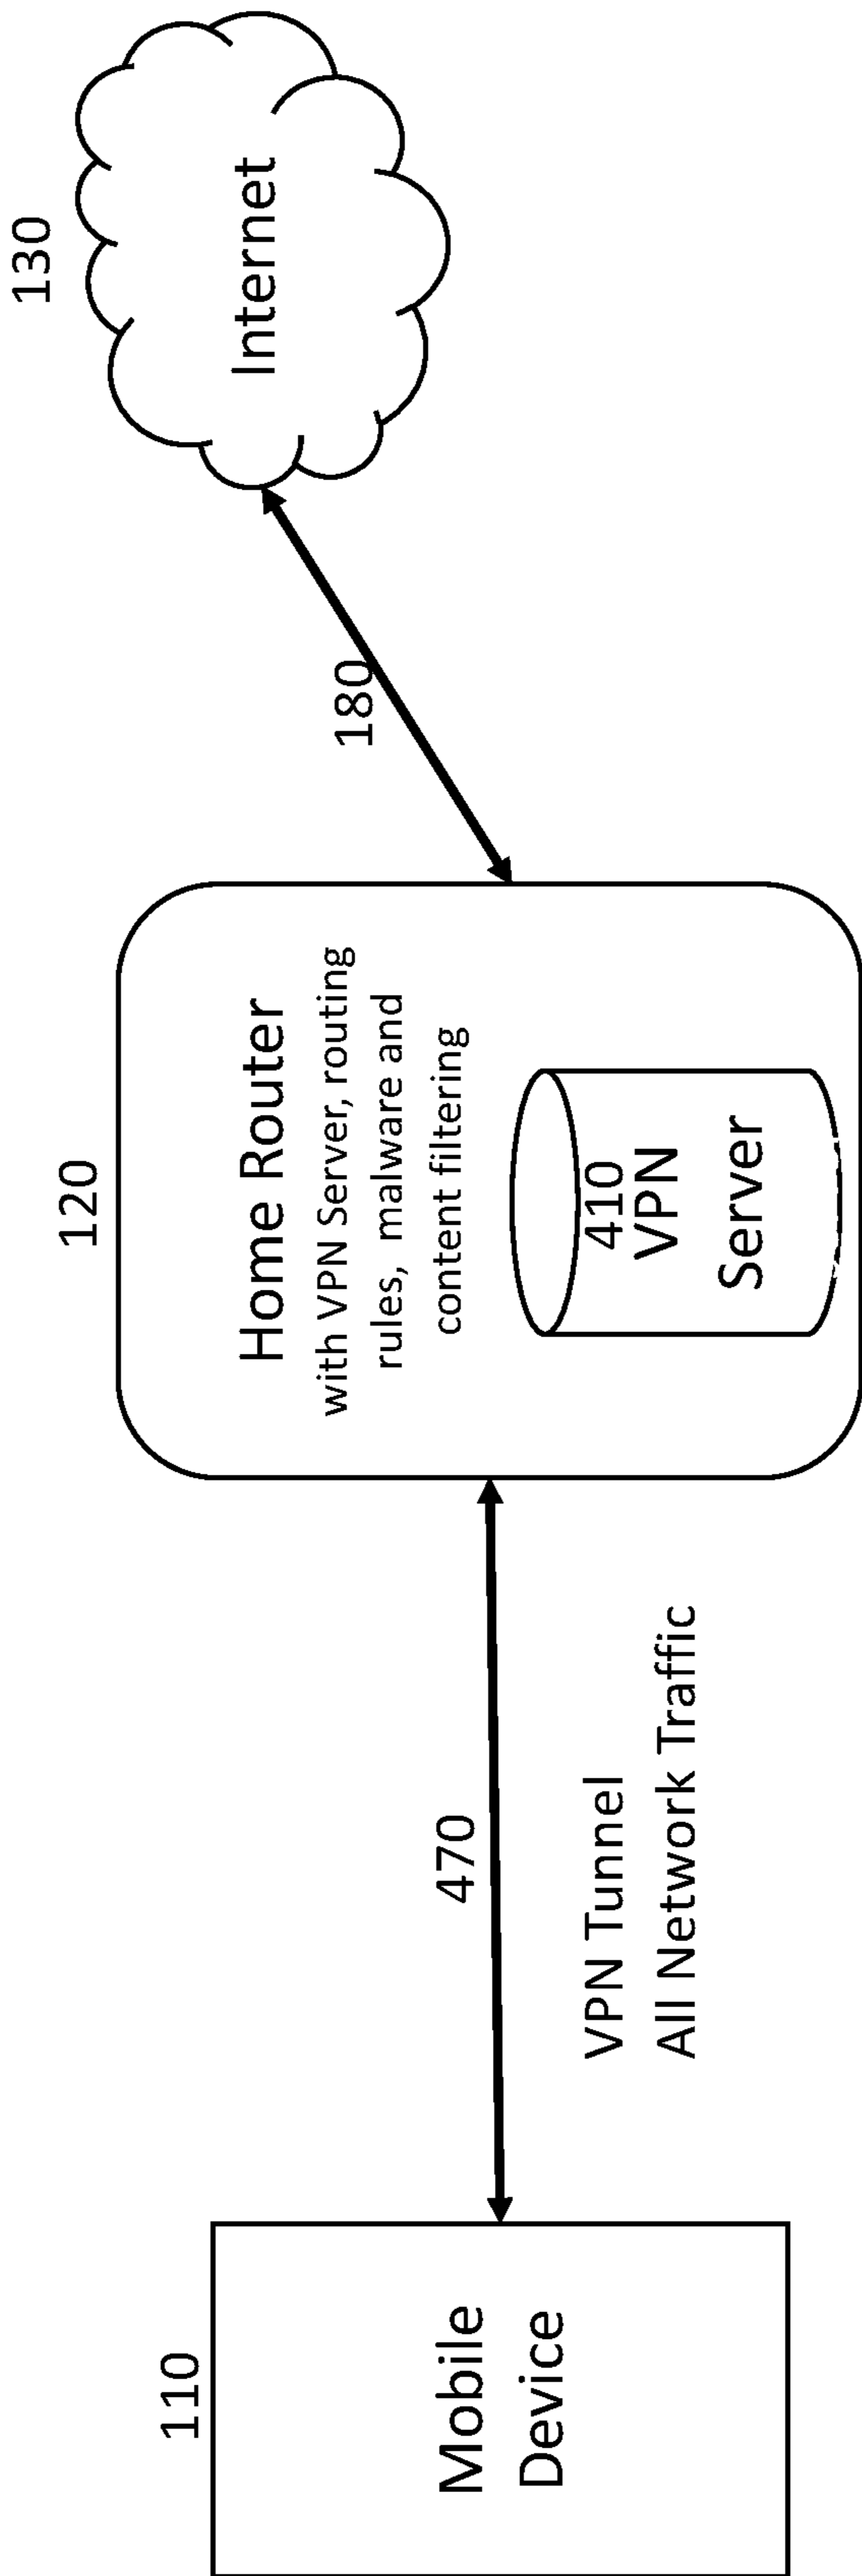 110
Mobile
Device
470
VPN Tunnel
All Network Traffic
120
Home Router
with VPN Server, routing
rules, malware and
content filtering
410
VPN
Server
180
130
Internet